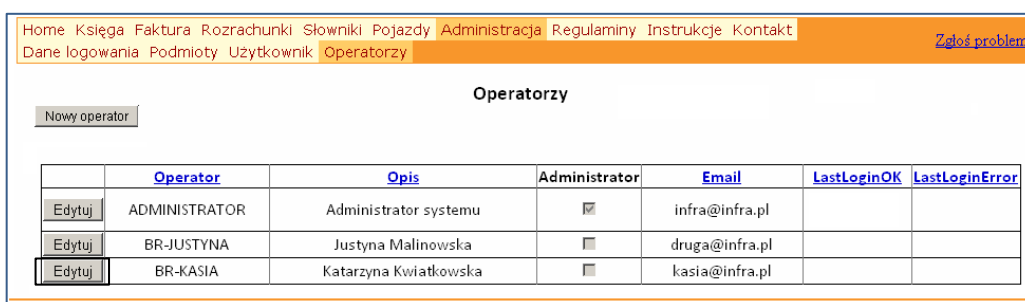 Home Księga Faktura Rozrachunki Słowniki Pojazdy Administracja Regulaminy Instrukcje Kontakt
Dane logowania Podmioty Użytkownik Operatorzy
Zgłoś problem
Operatorzy
Nowy operator
Operator Opis Administrator Email LastLoginOK LastLoginError
Edytuj ADMINISTRATOR Administrator systemu infra@infra.pl
Edytuj BR-JUSTYNA Justyna Malinowska druga@infra.pl
Edytuj BR-KASIA Katarzyna Kwiatkowska kasia@infra.pl